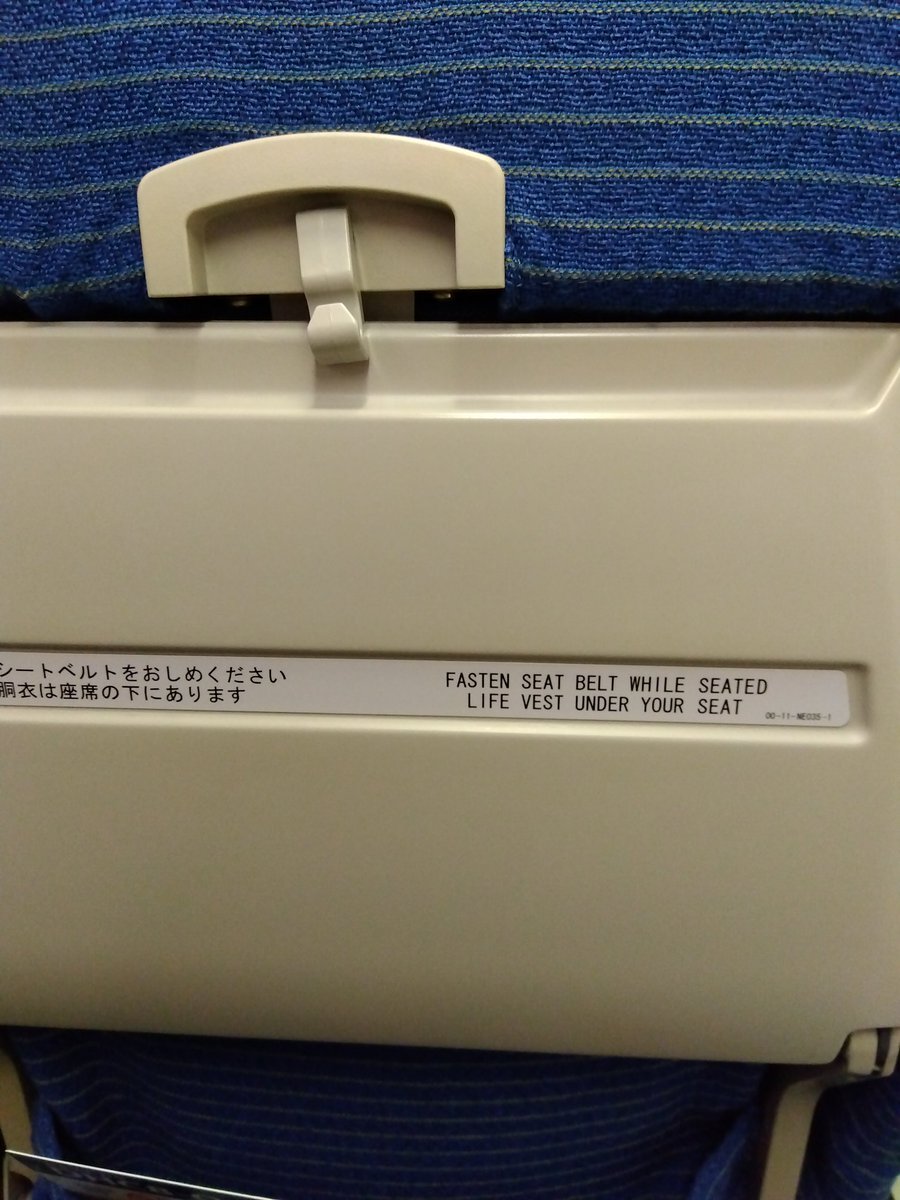 シートベルトをおしめください
胴衣は座席の下にあります
FASTEN SEAT BELT WHILE SEATED
LIFE VEST UNDER YOUR SEAT
00-11-NE035-1